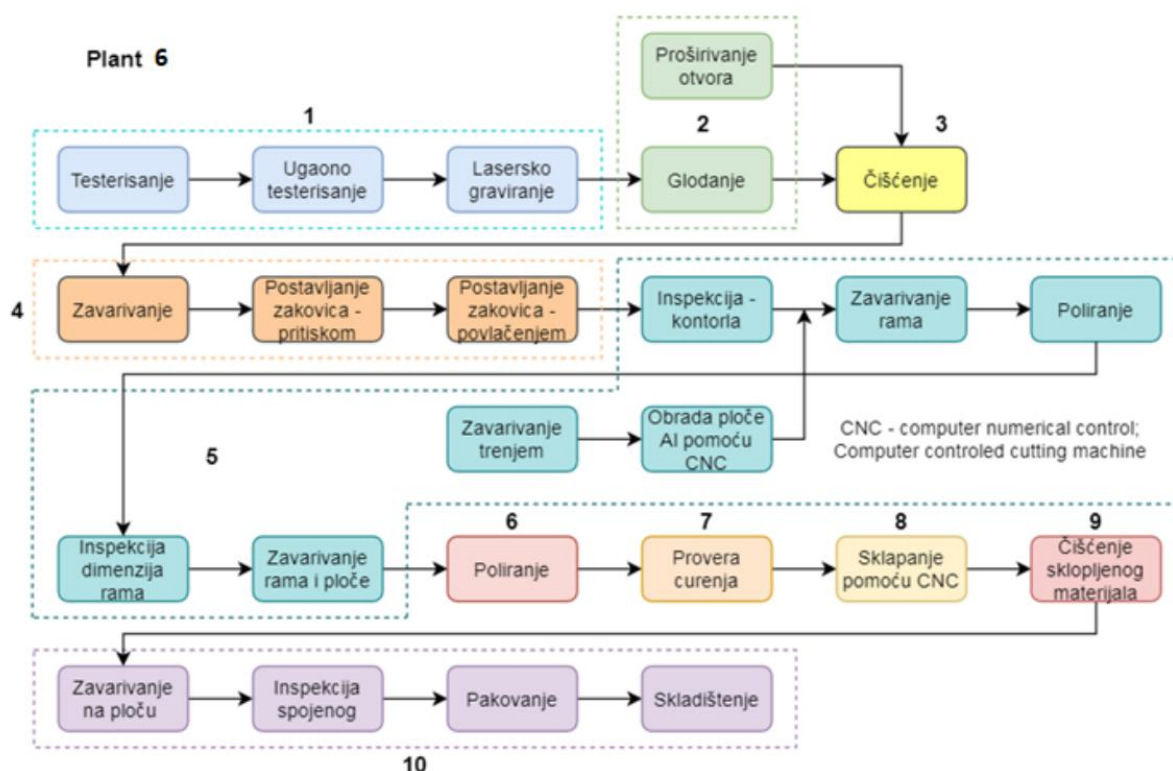 Plant 6
Proširivanje
otvora
1
2
3
Testerisanje
Ugaono
testerisanje
Lasersko
graviranje
Glodanje
Čišćenje
4
Zavarivanje
Postavljanje
zakovica -
pritiskom
Postavljanje
zakovica -
povlačenjem
Inspekcija -
kontorla
Zavarivanje
rama
Poliranje
5
Zavarivanje
trenjem
Obrada ploče
Al pomoću
CNC
CNC - computer numerical control;
Computer controled cutting machine
6
7
8
9
Inspekcija
dimenzija
rama
Zavarivanje
rama i ploče
Poliranje
Provera
curenja
Sklapanje
pomoću CNC
Čišćenje
sklopljenog
materijala
Zavarivanje
na ploču
Inspekcija
spojenog
Pakovanje
Skladištenje
10